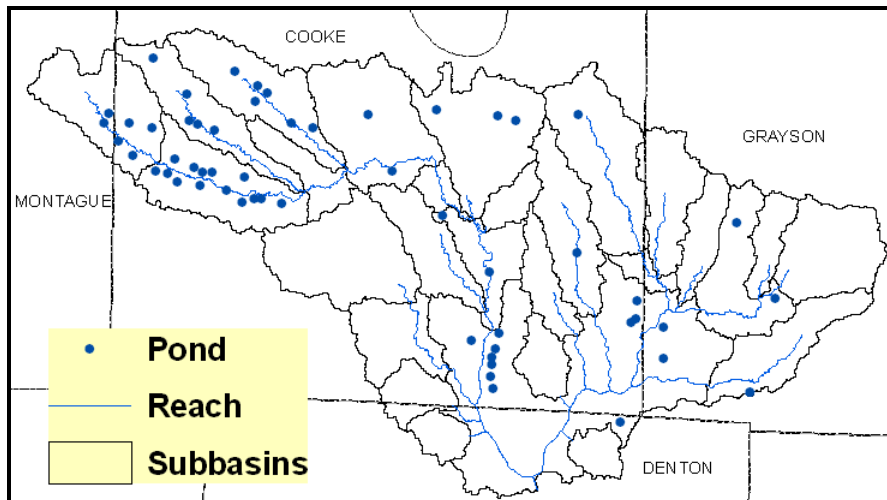 COOKE
GRAYSON
MONTAGUE
Pond
Reach
Subbasins
DENTON